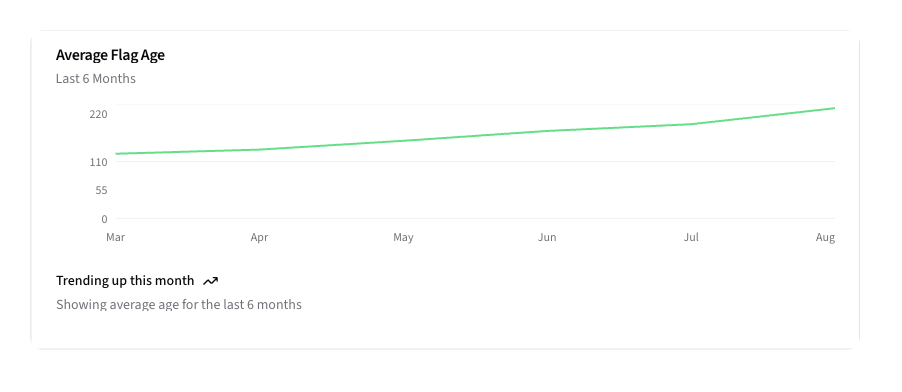 Average Flag Age
Last 6 Months
220
110
55
0
Mar Apr May Jun Jul Aug
Trending up this month
Showing average age for the last 6 months